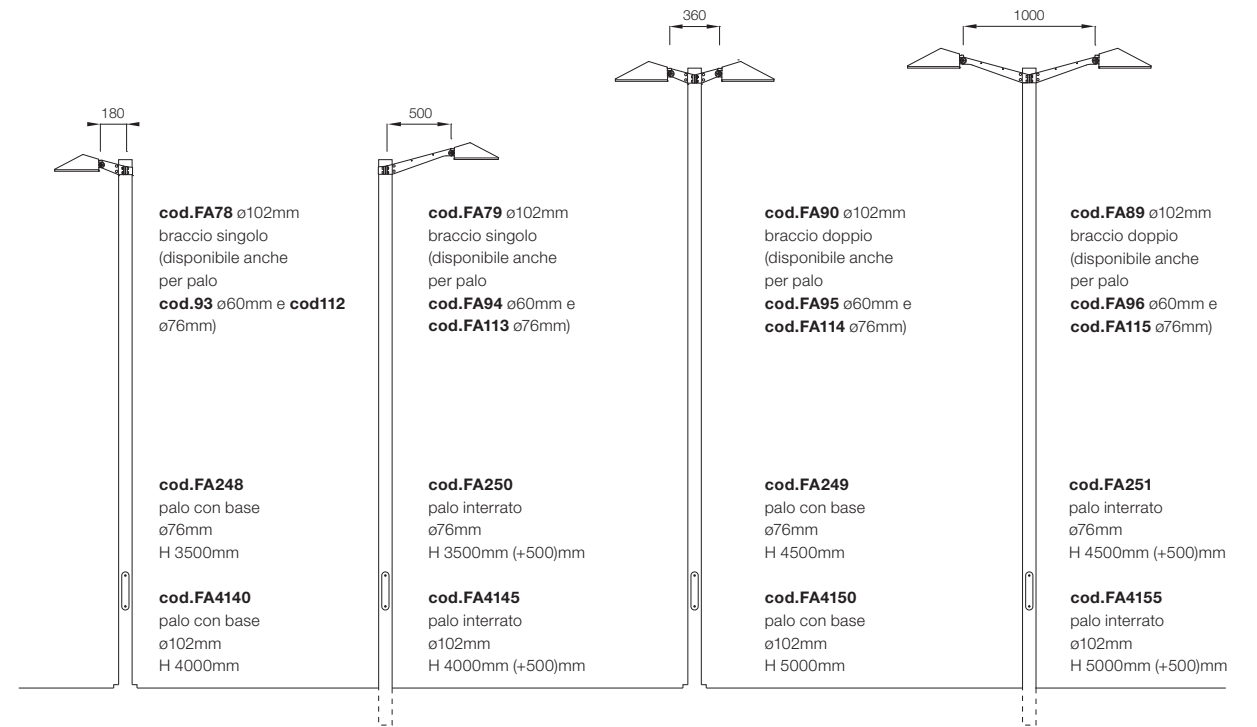 360
1000
180
500
cod.FA78 ø102mm
braccio singolo
(disponibile anche
per palo
cod.93 ø60mm e cod112
ø76mm)
cod.FA79 ø102mm
braccio singolo
(disponibile anche
per palo
cod.FA94 ø60mm e
cod.FA113 ø76mm)
cod.FA90 ø102mm
braccio doppio
(disponibile anche
per palo
cod.FA95 ø60mm e
cod.FA114 ø76mm)
cod.FA89 ø102mm
braccio doppio
(disponibile anche
per palo
cod.FA96 ø60mm e
cod.FA115 ø76mm)
cod.FA248
palo con base
ø76mm
H 3500mm
cod.FA250
palo interrato
ø76mm
H 3500mm (+500)mm
cod.FA249
palo con base
ø76mm
H 4500mm
cod.FA251
palo interrato
ø76mm
H 4500mm (+500)mm
cod.FA4140
palo con base
ø102mm
H 4000mm
cod.FA4145
palo interrato
ø102mm
H 4000mm (+500)mm
cod.FA4150
palo con base
ø102mm
H 5000mm
cod.FA4155
palo interrato
ø102mm
H 5000mm (+500)mm